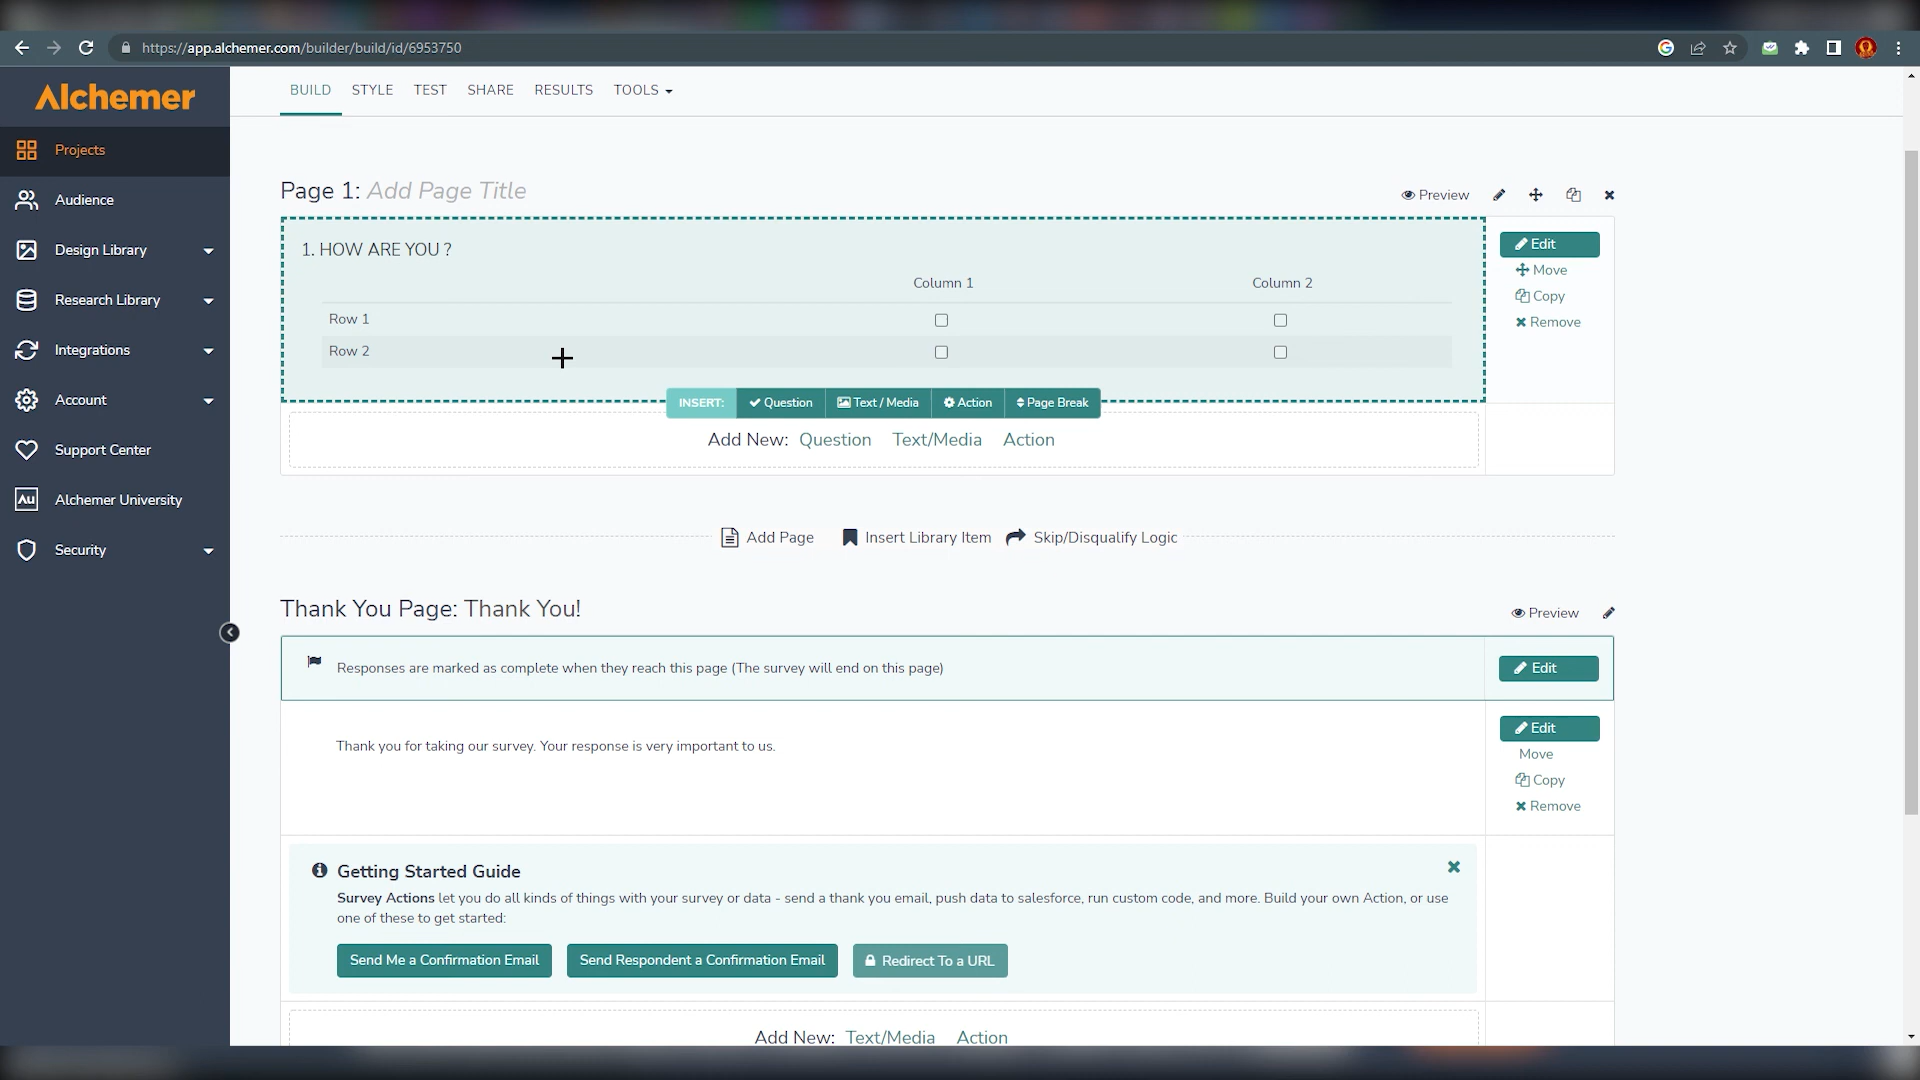 https://app.alchemer.com/builder/build/id/6953750
Alchemer
BUILD STYLE TEST SHARE RESULTS TOOLS
Projects
Audience
Design Library
Research Library
Integrations
Account
Support Center
Au Alchemer University
Security
Page 1: Add Page Title
Preview
1. HOW ARE YOU ?
Column 1 Column 2
Row 1
Row 2
Edit
Move
Copy
Remove
INSERT: Question Text / Media Action Page Break
Add New: Question Text/Media Action
Add Page Insert Library Item Skip/Disqualify Logic
Thank You Page: Thank You!
Preview
Responses are marked as complete when they reach this page (The survey will end on this page)
Edit
Thank you for taking our survey. Your response is very important to us.
Edit
Move
Copy
Remove
Getting Started Guide
Survey Actions let you do all kinds of things with your survey or data - send a thank you email, push data to salesforce, run custom code, and more. Build your own Action, or use
one of these to get started:
Send Me a Confirmation Email Send Respondent a Confirmation Email Redirect To a URL
Add New: Text/Media Action